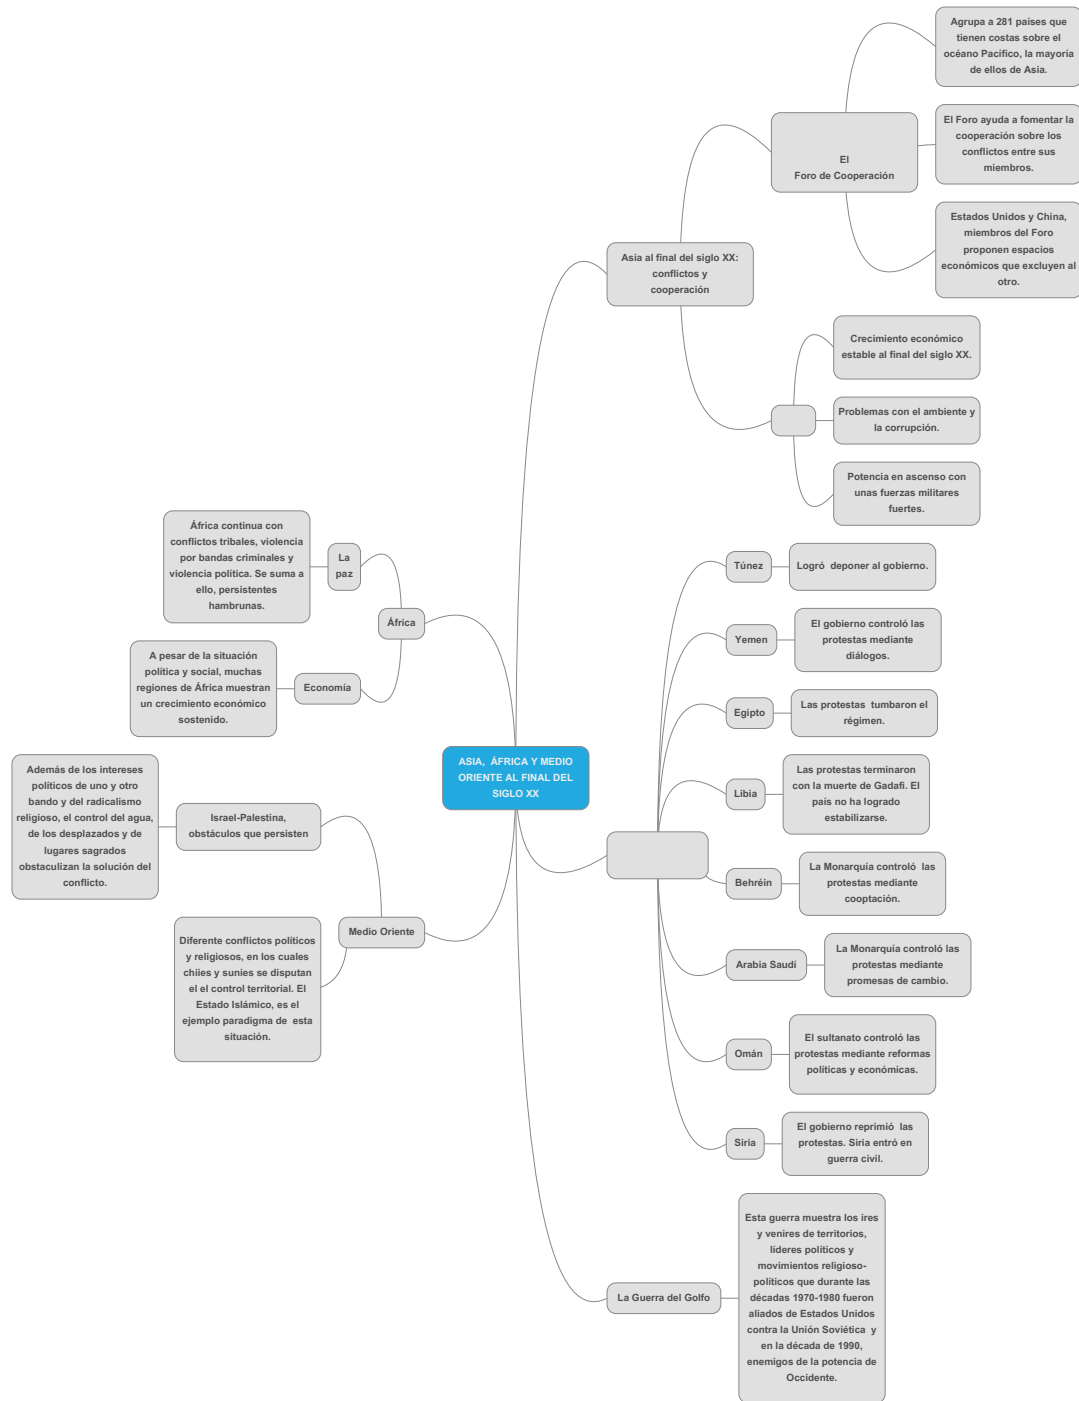 Agrupa a 281 países que
tienen costas sobre el
océano Pacífico, la mayoría
de ellos de Asia.
El Foro ayuda a fomentar la
cooperación sobre los
conflictos entre sus
miembros.
El
Foro de Cooperación
Estados Unidos y China,
miembros del Foro
proponen espacios
económicos que excluyen al
otro.
Asia al final del siglo XX:
conflictos y
cooperación
Crecimiento económico
estable al final del siglo XX.
Problemas con el ambiente y
la corrupción.
Potencia en ascenso con
unas fuerzas militares
fuertes.
África continua con
conflictos tribales, violencia
por bandas criminales y
violencia política. Se suma a
ello, persistentes
hambrunas.
La
paz
África
A pesar de la situación
política y social, muchas
regiones de África muestran
un crecimiento económico
sostenido.
Economía
Túnez
Logró  deponer al gobierno.
Yemen
El gobierno controló las
protestas mediante
diálogos.
Egipto
Las protestas  tumbaron el
régimen.
ASIA,  ÁFRICA Y MEDIO
ORIENTE AL FINAL DEL
SIGLO XX
Libia
Las protestas terminaron
con la muerte de Gadafi. El
país no ha logrado
estabilizarse.
Además de los intereses
políticos de uno y otro
bando y del radicalismo
religioso, el control del agua,
de los desplazados y de
lugares sagrados
obstaculizan la solución del
conflicto.
Israel-Palestina,
obstáculos que persisten
Behréin
La Monarquía controló  las
protestas mediante
cooptación.
Medio Oriente
Diferente conflictos políticos
y religiosos, en los cuales
chiies y sunies se disputan
el el control territorial. El
Estado Islámico, es el
ejemplo paradigma de  esta
situación.
Arabia Saudí
La Monarquía controló las
protestas mediante
promesas de cambio.
Omán
El sultanato controló las
protestas mediante reformas
políticas y económicas.
Siria
El gobierno reprimió  las
protestas. Siria entró en
guerra civil.
La Guerra del Golfo
Esta guerra muestra los ires
y venires de territorios,
líderes políticos y
movimientos religioso-
políticos que durante las
décadas 1970-1980 fueron
aliados de Estados Unidos
contra la Unión Soviética  y
en la década de 1990,
enemigos de la potencia de
Occidente.